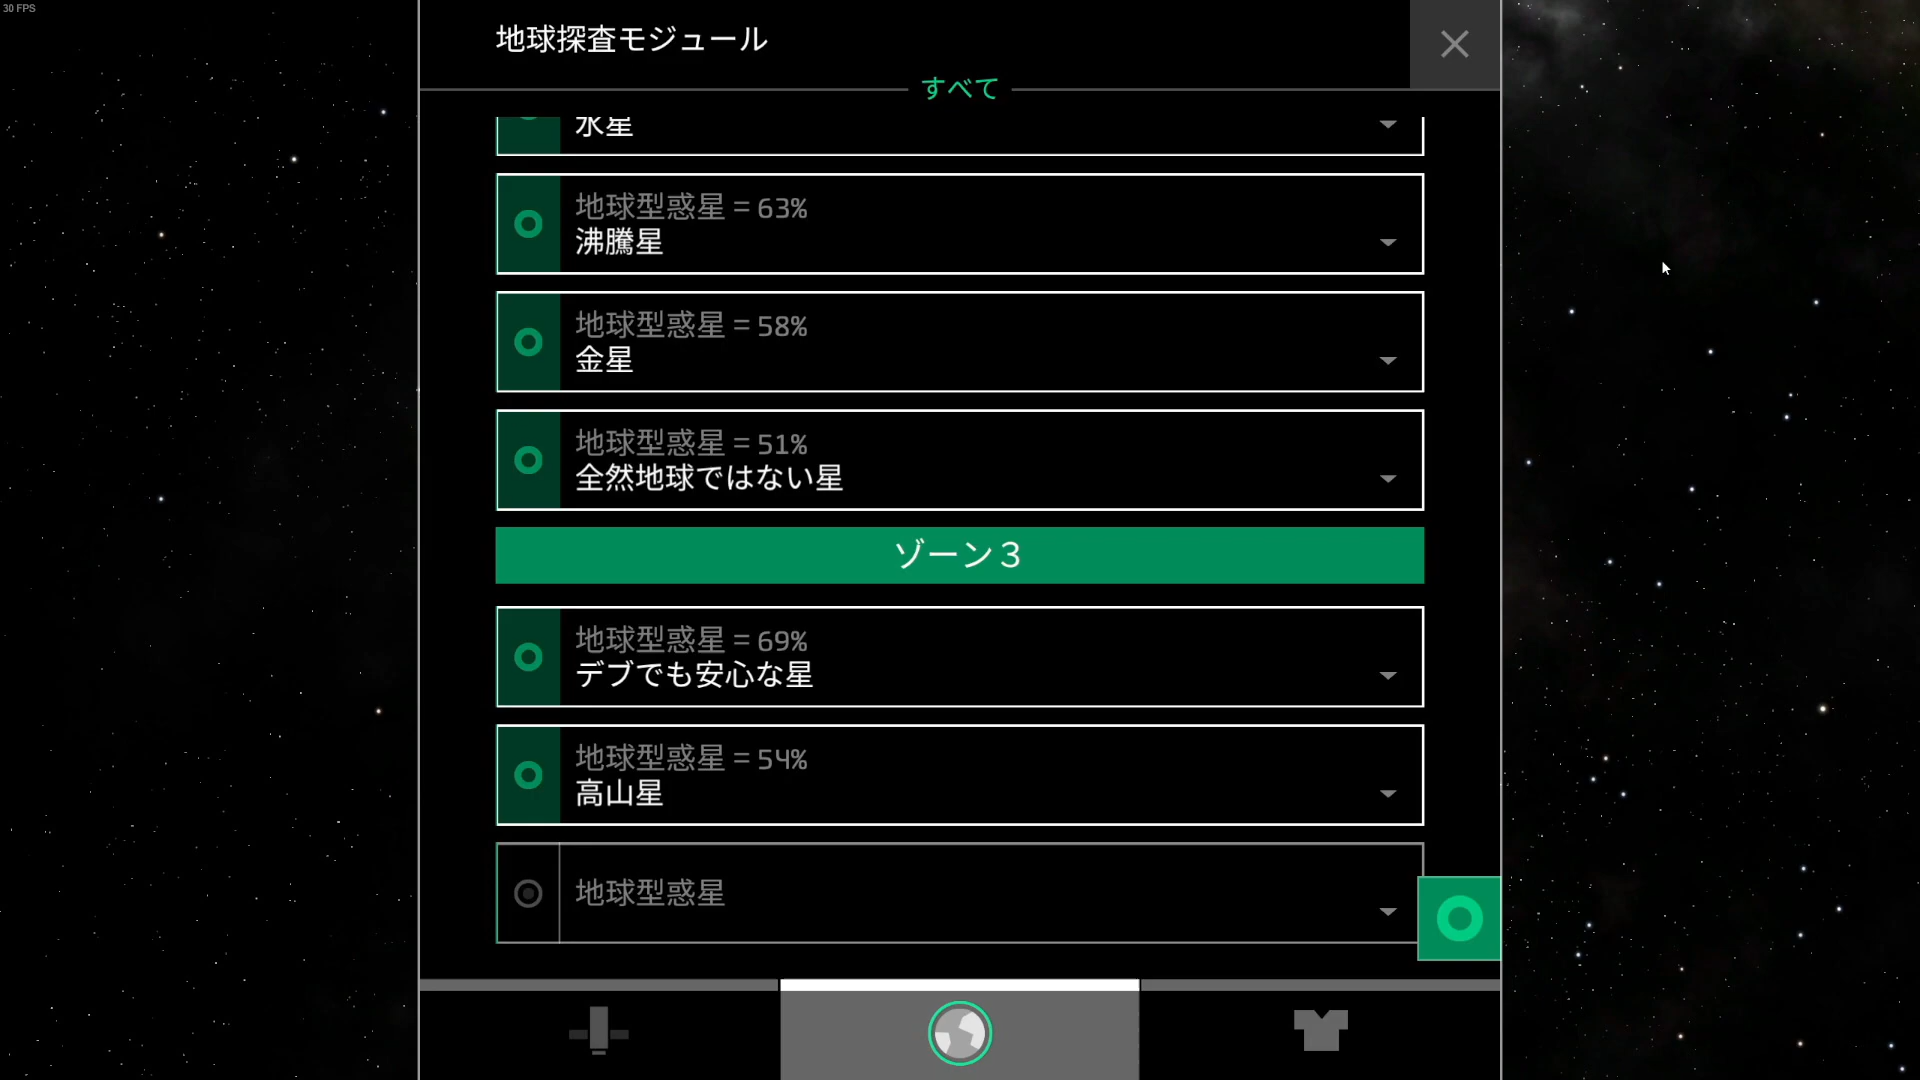 30 FPS
地球探査モジュール
すべて
水星
地球型惑星 = 63%
沸騰星
地球型惑星 = 58%
金星
地球型惑星 = 51%
全然地球ではない星
ゾーン３
地球型惑星 = 69%
デブでも安心な星
地球型惑星 = 54%
高山星
地球型惑星